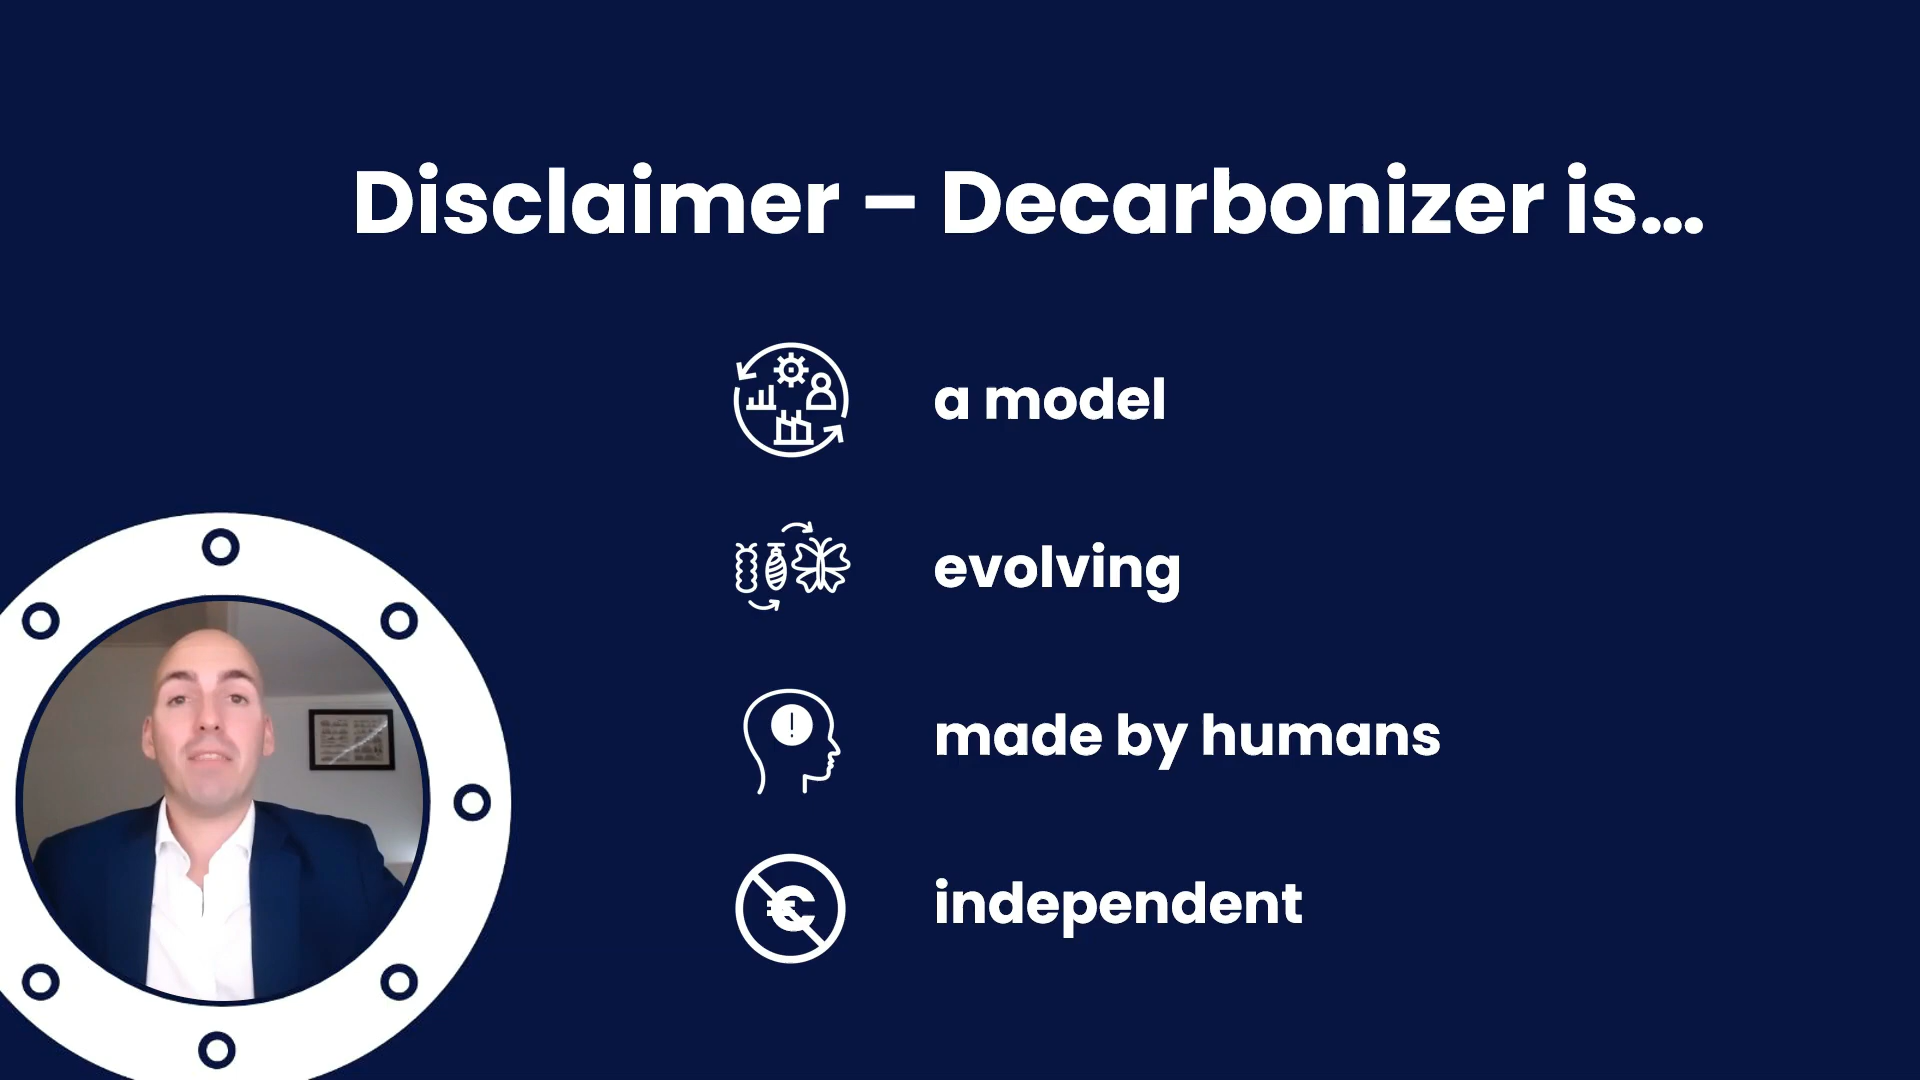 Disclaimer – Decarbonizer is…
a model
evolving
made by humans
independent